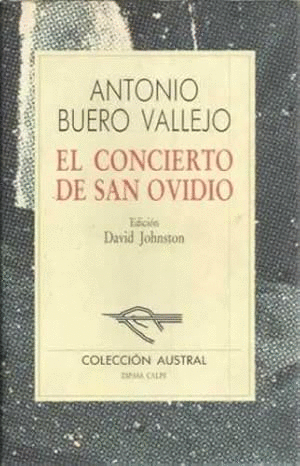 ANTONIO
BUERO VALLEJO
EL CONCIERTO
DE SAN OVIDIO
Edición
David Johnston
COLECCIÓN AUSTRAL
ESPASA CALPE